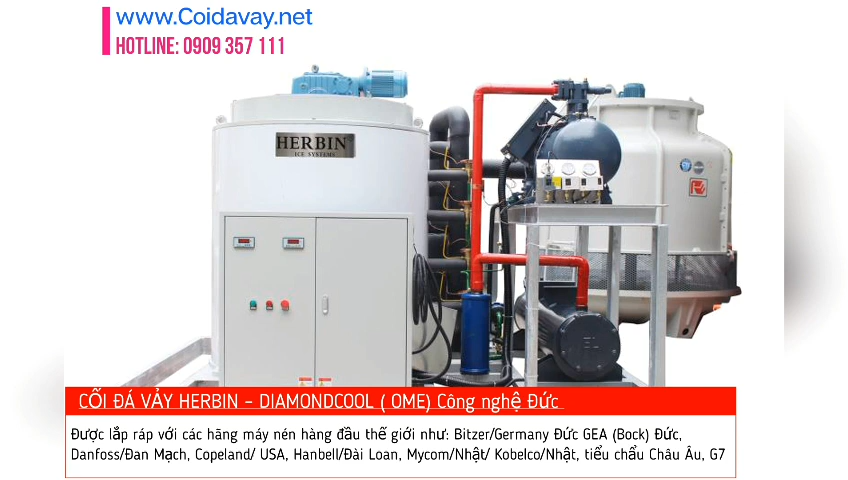 www.Coidavay.net
HOTLINE: 0909 357 111
HERBIN
ICE SYSTEMS
CỐI ĐÁ VẢY HERBIN - DIAMONDCOOL ( OME) Công nghệ Đức
Được lắp ráp với các hãng máy nén hàng đầu thế giới như: Bitzer/Germany Đức GEA (Bock) Đức,
Danfoss/Đan Mạch, Copeland/ USA, Hanbell/Đài Loan, Mycom/Nhật/ Kobelco/Nhật, tiểu chẩu Châu Âu, G7